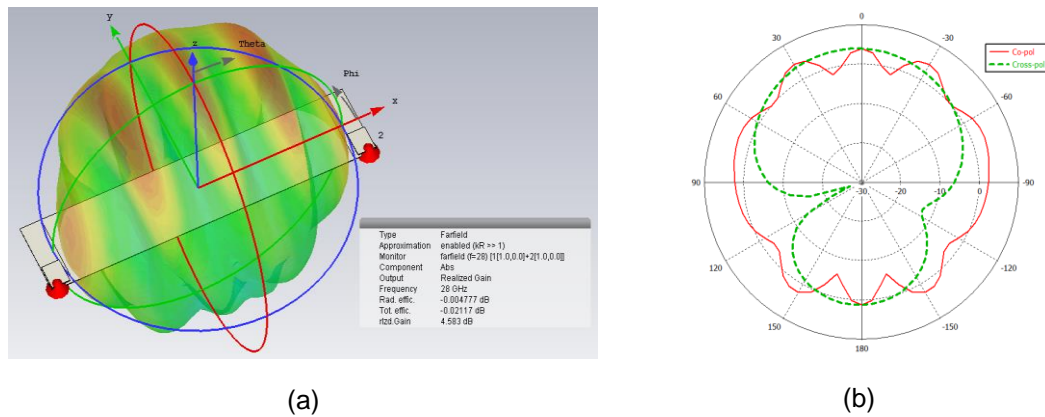 y
z
Theta
Phi
x
2
Type Farfield
Approximation enabled (kR >> 1)
Monitor farfield (f=28) [1[1.0,0.0]+2[1.0,0.0]]
Component Abs
Output Realized Gain
Frequency 28 GHz
Rad. effic. -0.004777 dB
Tot. effic. -0.02117 dB
rlzd.Gain 4.583 dB
(a)
0
30 -30
Co-pol
Cross-pol
60 -60
90 -30 -20 -10 0 -90
120 -120
150 -150
180
(b)